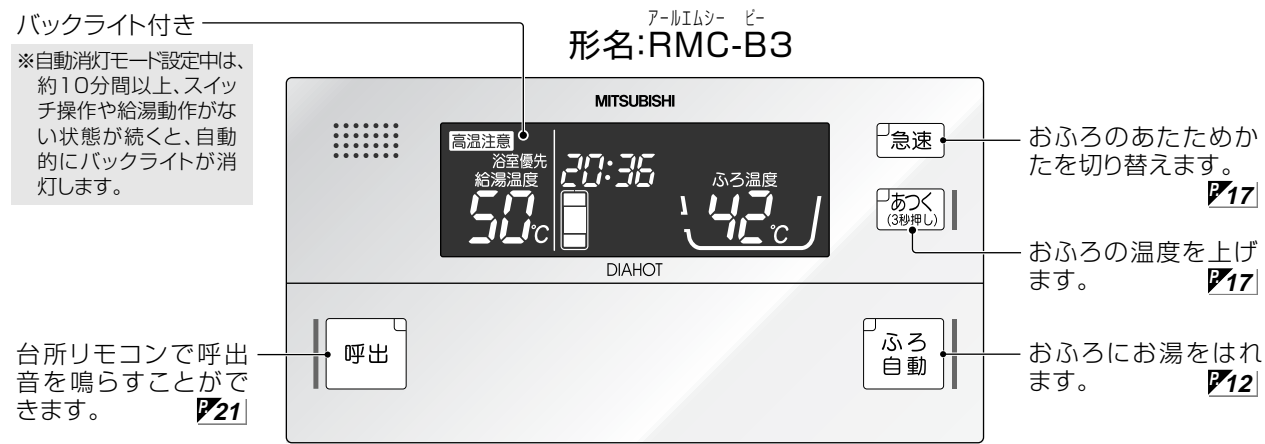 バックライト付き
※自動消灯モード設定中は、
約10分間以上、スイッ
チ操作や給湯動作がな
い状態が続くと、自動
的にバックライトが消
灯します。
アールエムシー ビー
形名:RMC-B3
MITSUBISHI
高温注意
浴室優先
給湯温度
50℃
20:36
ふろ温度
42℃
DIAHOT
急速
あつく
(3秒押し)
呼出
ふろ
自動
おふろのあたためか
たを切り替えます。
P17
おふろの温度を上げ
ます。 P17
台所リモコンで呼出
音を鳴らすことがで
きます。 P21
おふろにお湯をはれ
ます。 P12